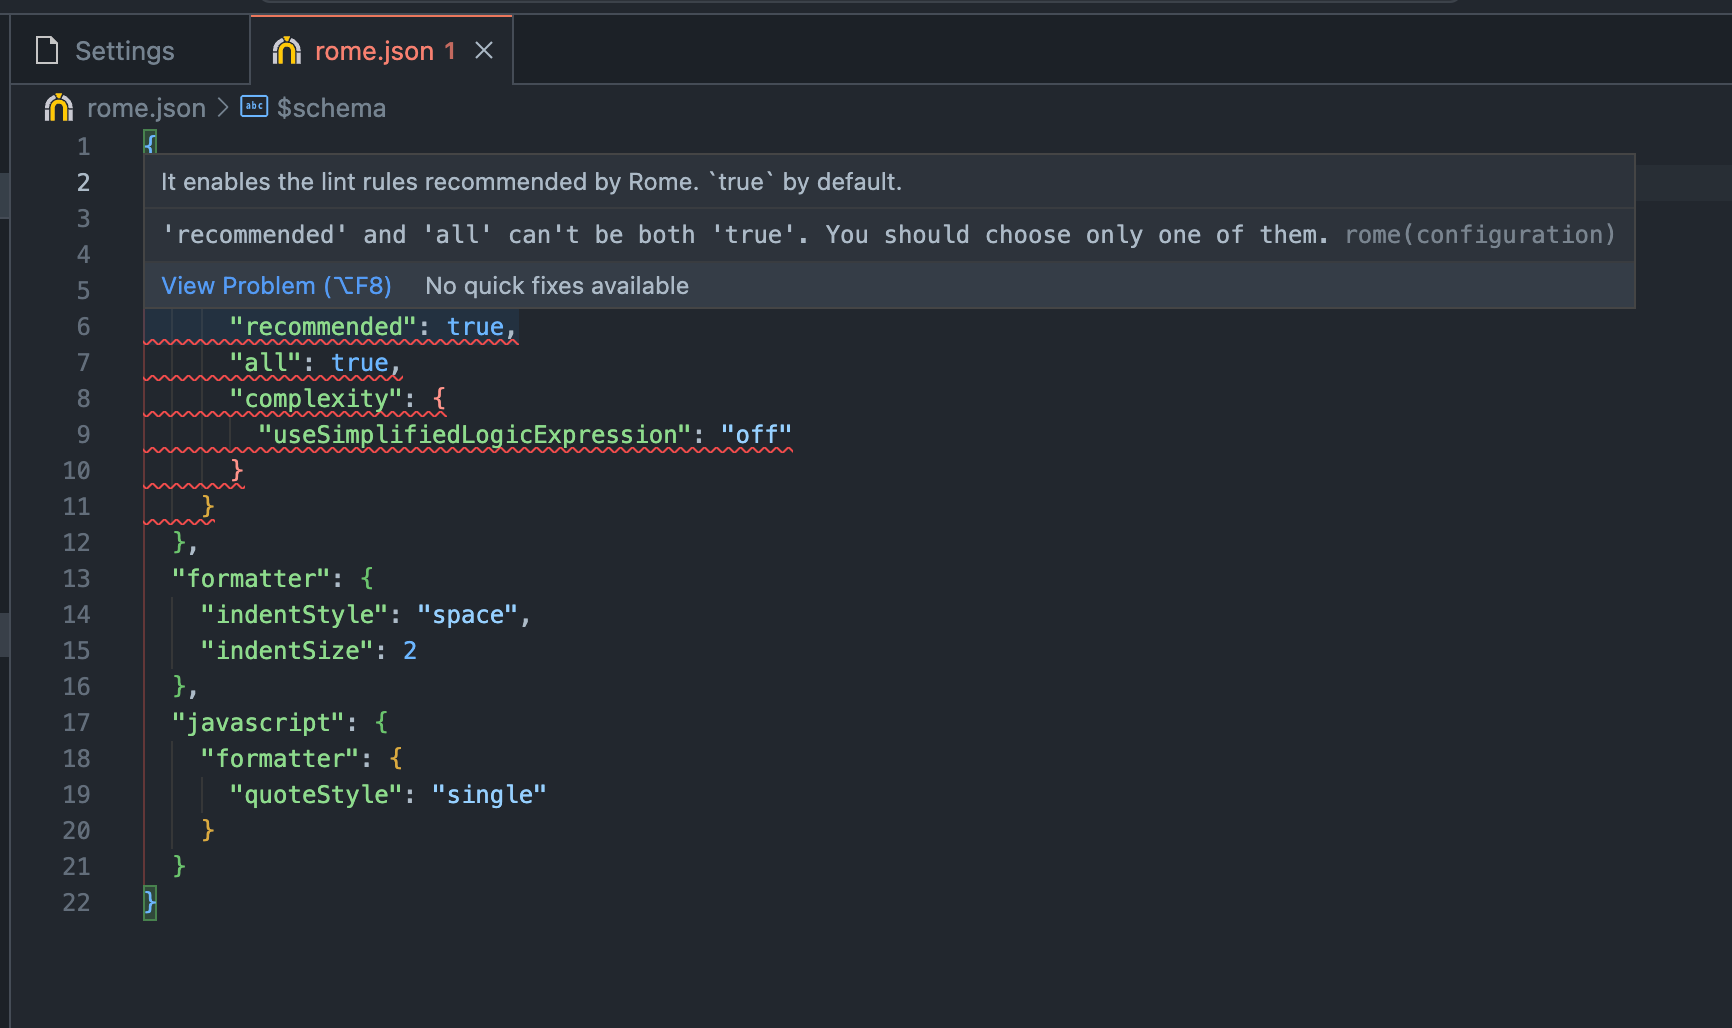 Settings
rome.json 1
rome.json > abc $schema
1 {
It enables the lint rules recommended by Rome. `true` by default.
2
3
'recommended' and 'all' can't be both 'true'. You should choose only one of them. rome(configuration)
4
5
View Problem (⌥F8) No quick fixes available
6 "recommended": true,
7 "all": true,
8 "complexity": {
9 "useSimplifiedLogicExpression": "off"
10 }
11 }
12 },
13 "formatter": {
14 "indentStyle": "space",
15 "indentSize": 2
16 },
17 "javascript": {
18 "formatter": {
19 "quoteStyle": "single"
20 }
21 }
22 }